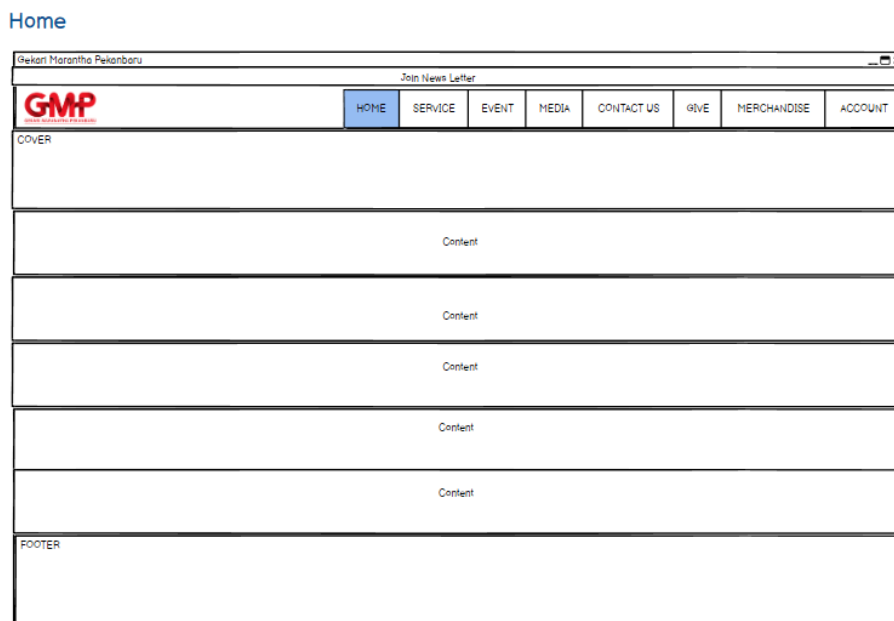 Home
Gekari Marantha Pekanbaru
Join News Letter
GMP
HOME SERVICE EVENT MEDIA CONTACT US GIVE MERCHANDISE ACCOUNT
COVER
Content
Content
Content
Content
Content
FOOTER